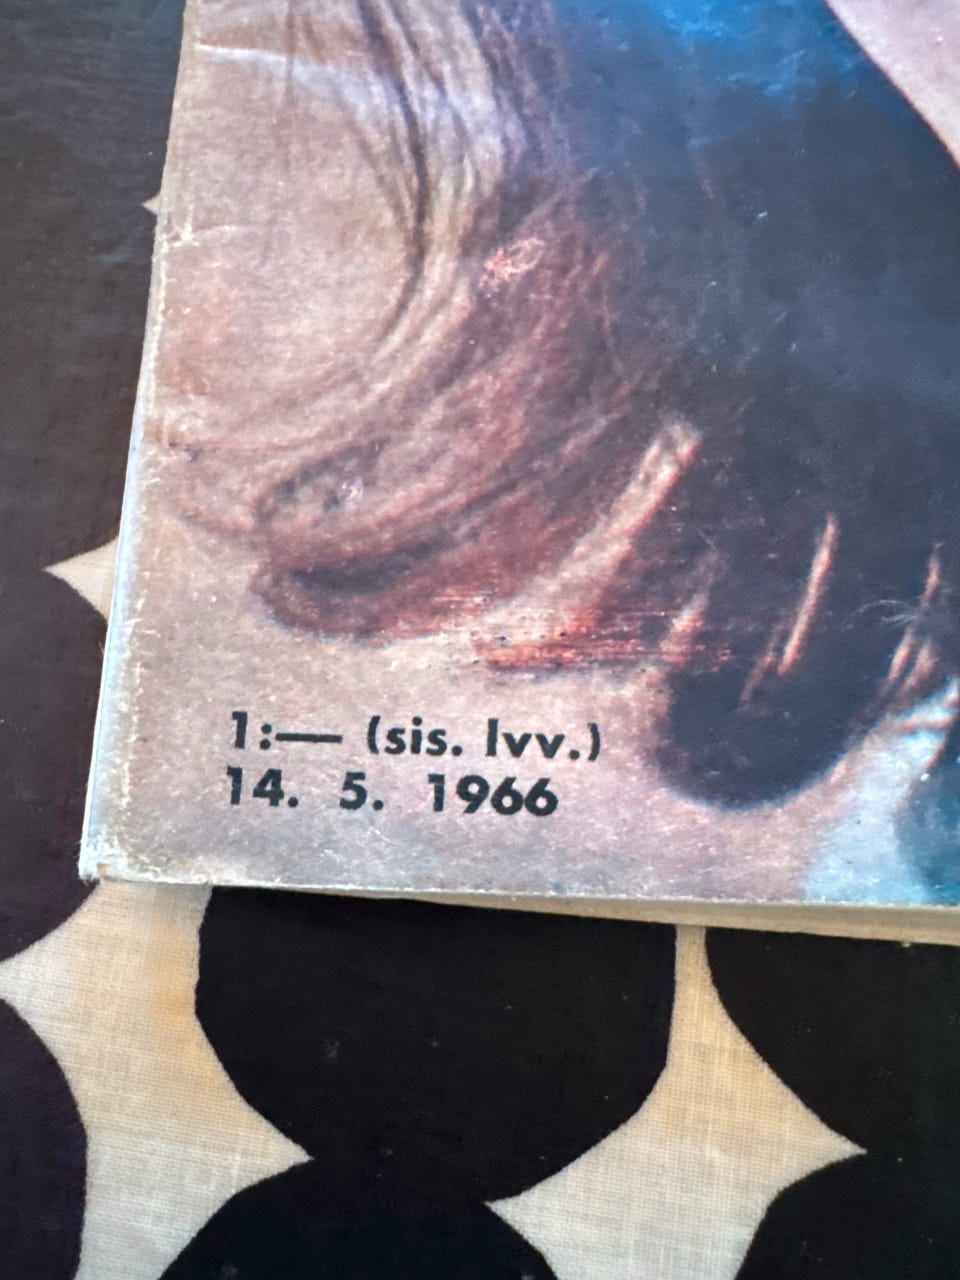 1:— (sis. lvv.)
14. 5. 1966